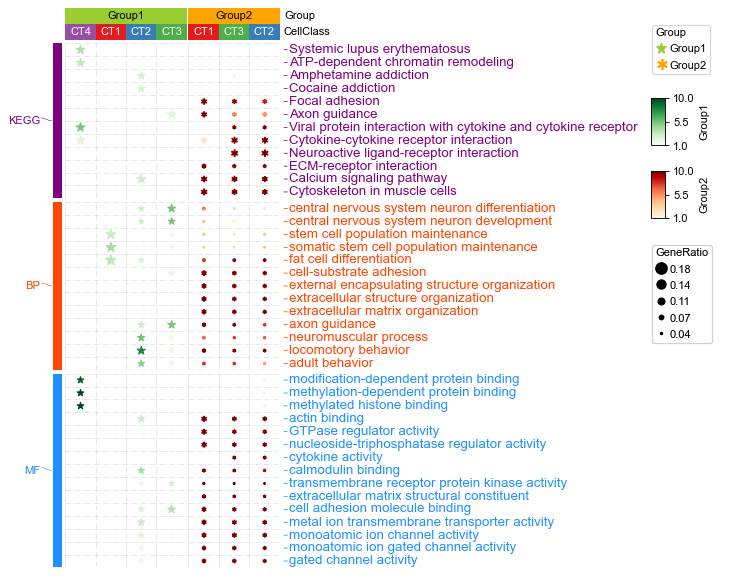 Group1 Group2 Group
CT4 CT1 CT2 CT3 CT1 CT3 CT2 CellClass
KEGG
Systemic lupus erythematosus
ATP-dependent chromatin remodeling
Amphetamine addiction
Cocaine addiction
Focal adhesion
Axon guidance
Viral protein interaction with cytokine and cytokine receptor
Cytokine-cytokine receptor interaction
Neuroactive ligand-receptor interaction
ECM-receptor interaction
Calcium signaling pathway
Cytoskeleton in muscle cells
BP
central nervous system neuron differentiation
central nervous system neuron development
stem cell population maintenance
somatic stem cell population maintenance
fat cell differentiation
cell-substrate adhesion
external encapsulating structure organization
extracellular structure organization
extracellular matrix organization
axon guidance
neuromuscular process
locomotory behavior
adult behavior
MF
modification-dependent protein binding
methylation-dependent protein binding
methylated histone binding
actin binding
GTPase regulator activity
nucleoside-triphosphatase regulator activity
cytokine activity
calmodulin binding
transmembrane receptor protein kinase activity
extracellular matrix structural constituent
cell adhesion molecule binding
metal ion transmembrane transporter activity
monoatomic ion channel activity
monoatomic ion gated channel activity
gated channel activity
Group
Group1
Group2
10.0
5.5
1.0
Group1
10.0
5.5
1.0
Group2
GeneRatio
0.18
0.14
0.11
0.07
0.04